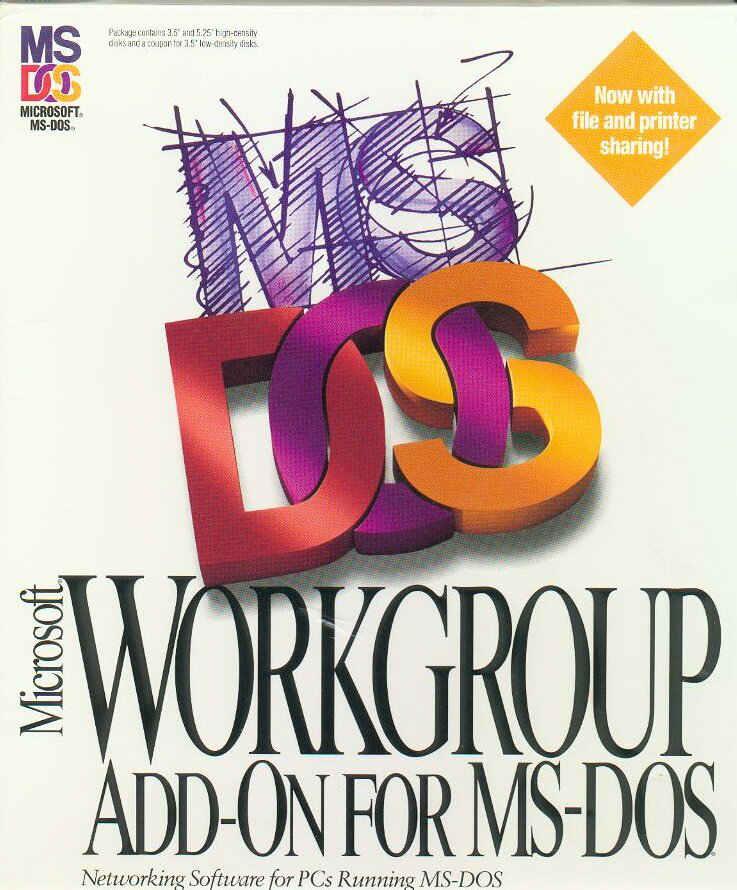 MS
DOS
MICROSOFT®
MS-DOS®
Package contains 3.5" and 5.25" high-density
disks and a coupon for 3.5" low-density disks.
Now with
file and printer
sharing!
MS
DOS
Microsoft®
WORKGROUP
ADD-ON FOR MS-DOS®
Networking Software for PCs Running MS-DOS